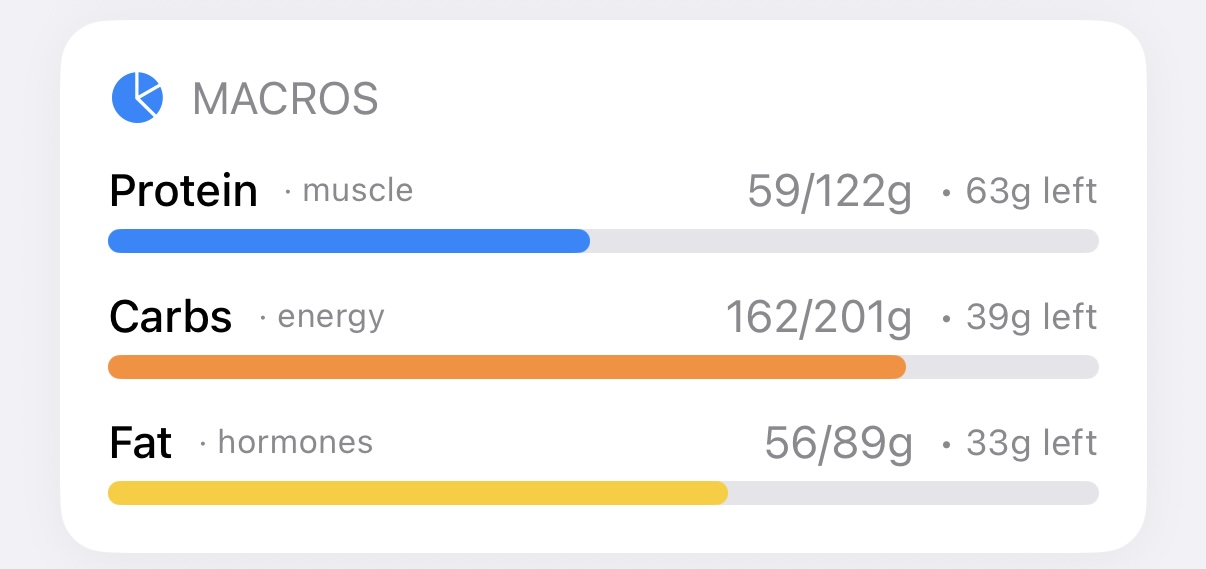 MACROS
Protein · muscle 59/122g • 63g left
Carbs · energy 162/201g • 39g left
Fat · hormones 56/89g • 33g left